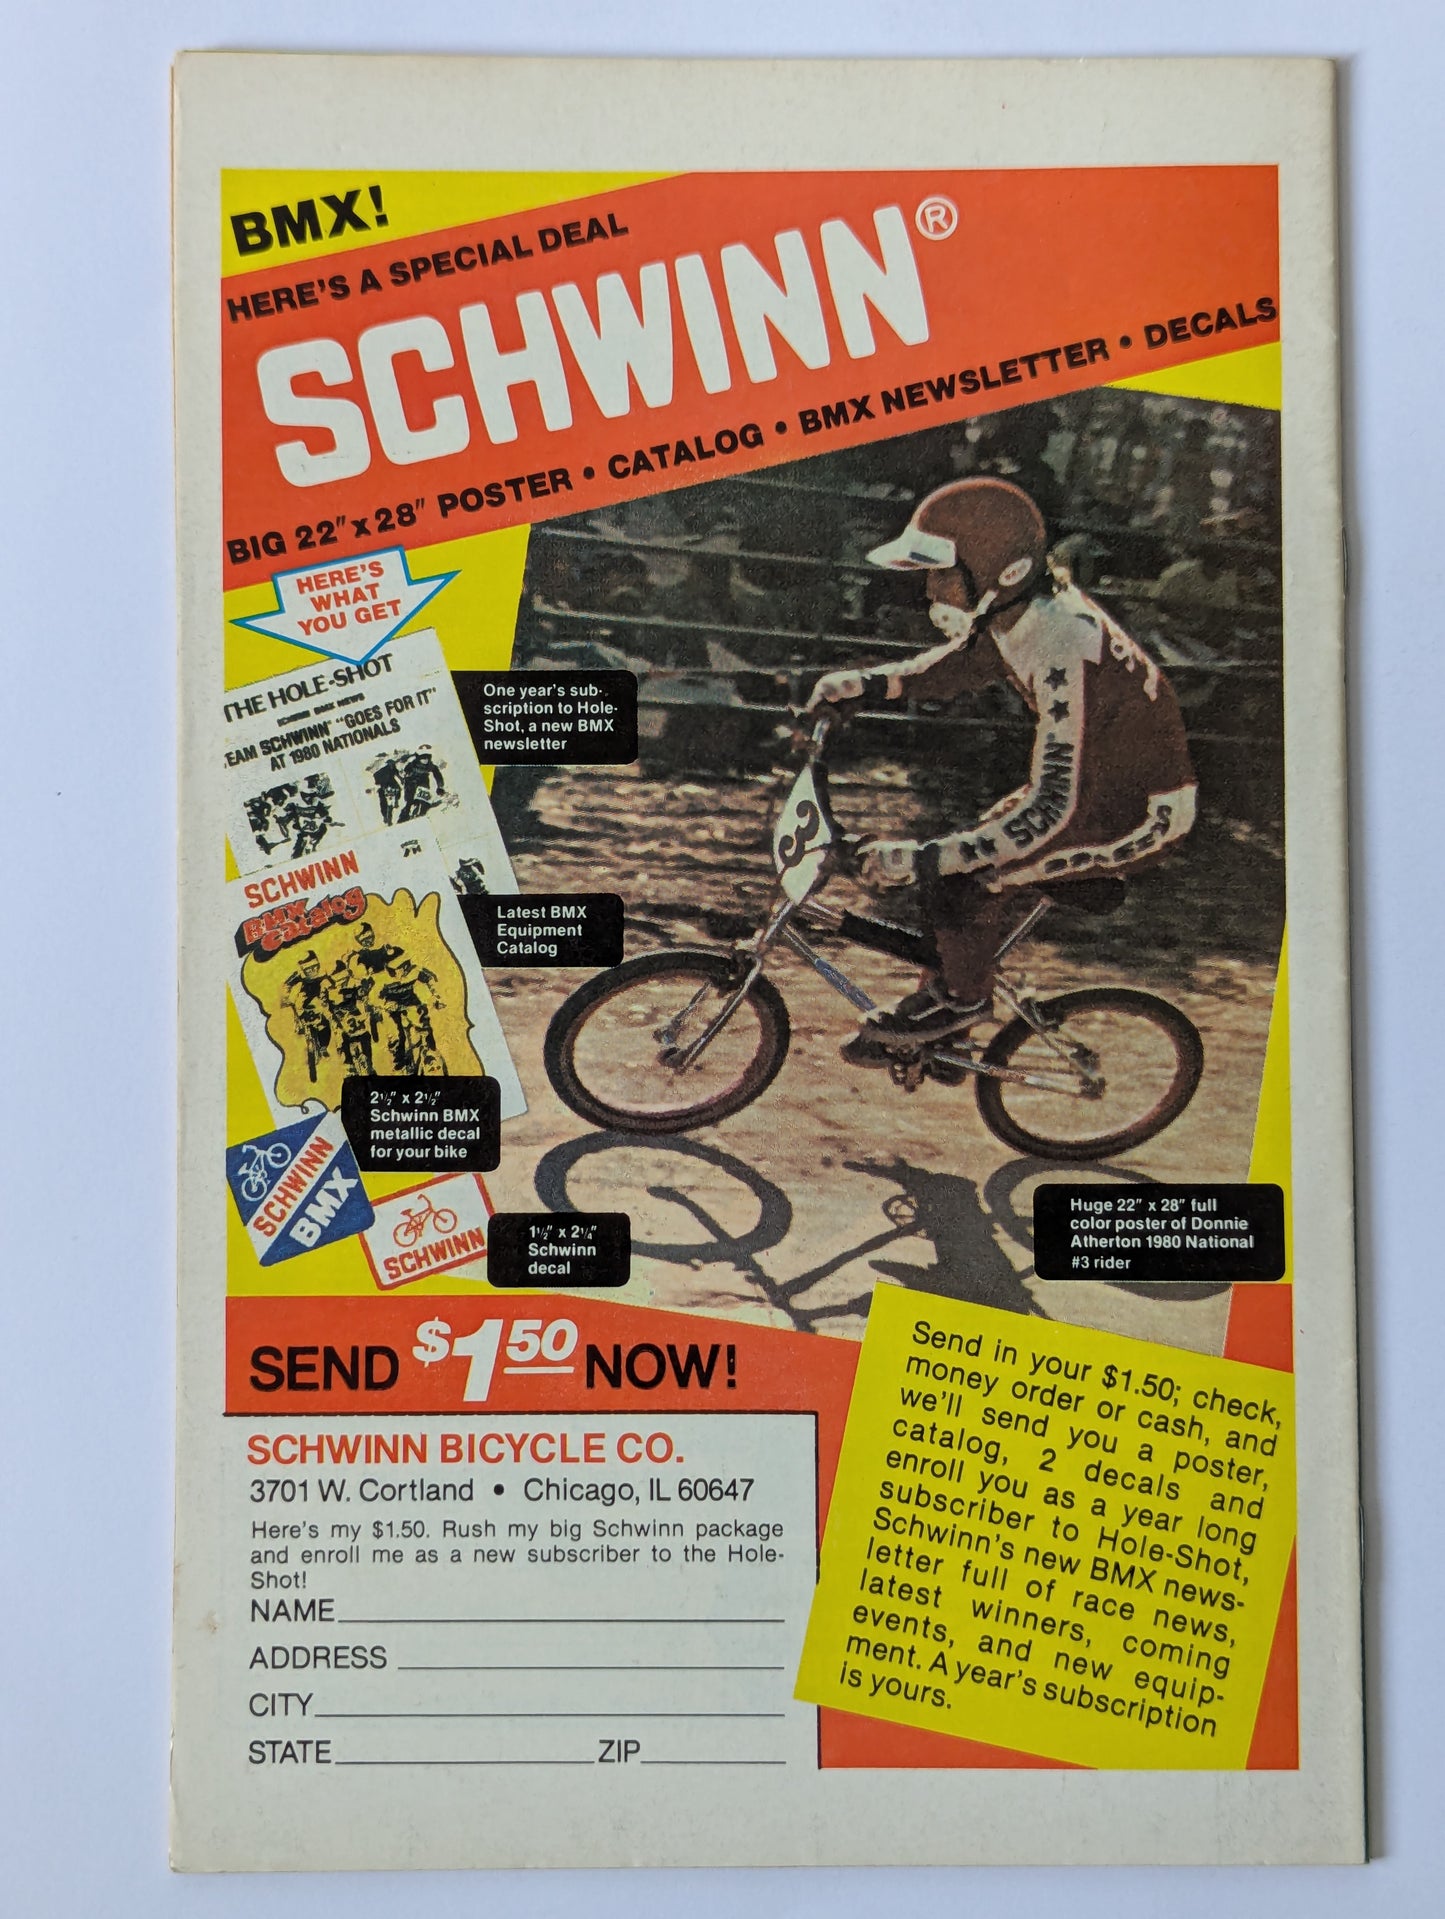 BMX!
HERE'S A SPECIAL DEAL
SCHWINN®
BIG 22" x 28" POSTER • CATALOG • BMX NEWSLETTER • DECALS
HERE'S
WHAT
YOU GET
THE HOLE-SHOT
SCHWINN BMX NEWS
TEAM SCHWINN "GOES FOR IT"
AT 1980 NATIONALS
One year's sub-
scription to Hole-
Shot, a new BMX
newsletter
SCHWINN
BMX
Catalog
Latest BMX
Equipment
Catalog
3
SCHWINN
2½" x 2½"
Schwinn BMX
metallic decal
for your bike
SCHWINN
BMX
SCHWINN
1½" x 2¼"
Schwinn
decal
Huge 22" x 28" full
color poster of Donnie
Atherton 1980 National
#3 rider
SEND $1.50 NOW!
SCHWINN BICYCLE CO.
3701 W. Cortland • Chicago, IL 60647
Here's my $1.50. Rush my big Schwinn package
and enroll me as a new subscriber to the Hole-
Shot!
NAME
ADDRESS
CITY
STATE ZIP
Send in your $1.50; check,
money order or cash, and
we'll send you a poster,
catalog, 2 decals and
enroll you as a year long
subscriber to Hole-Shot,
Schwinn's new BMX news-
letter full of race news,
latest winners, coming
events, and new equip-
ment. A year's subscription
is yours.